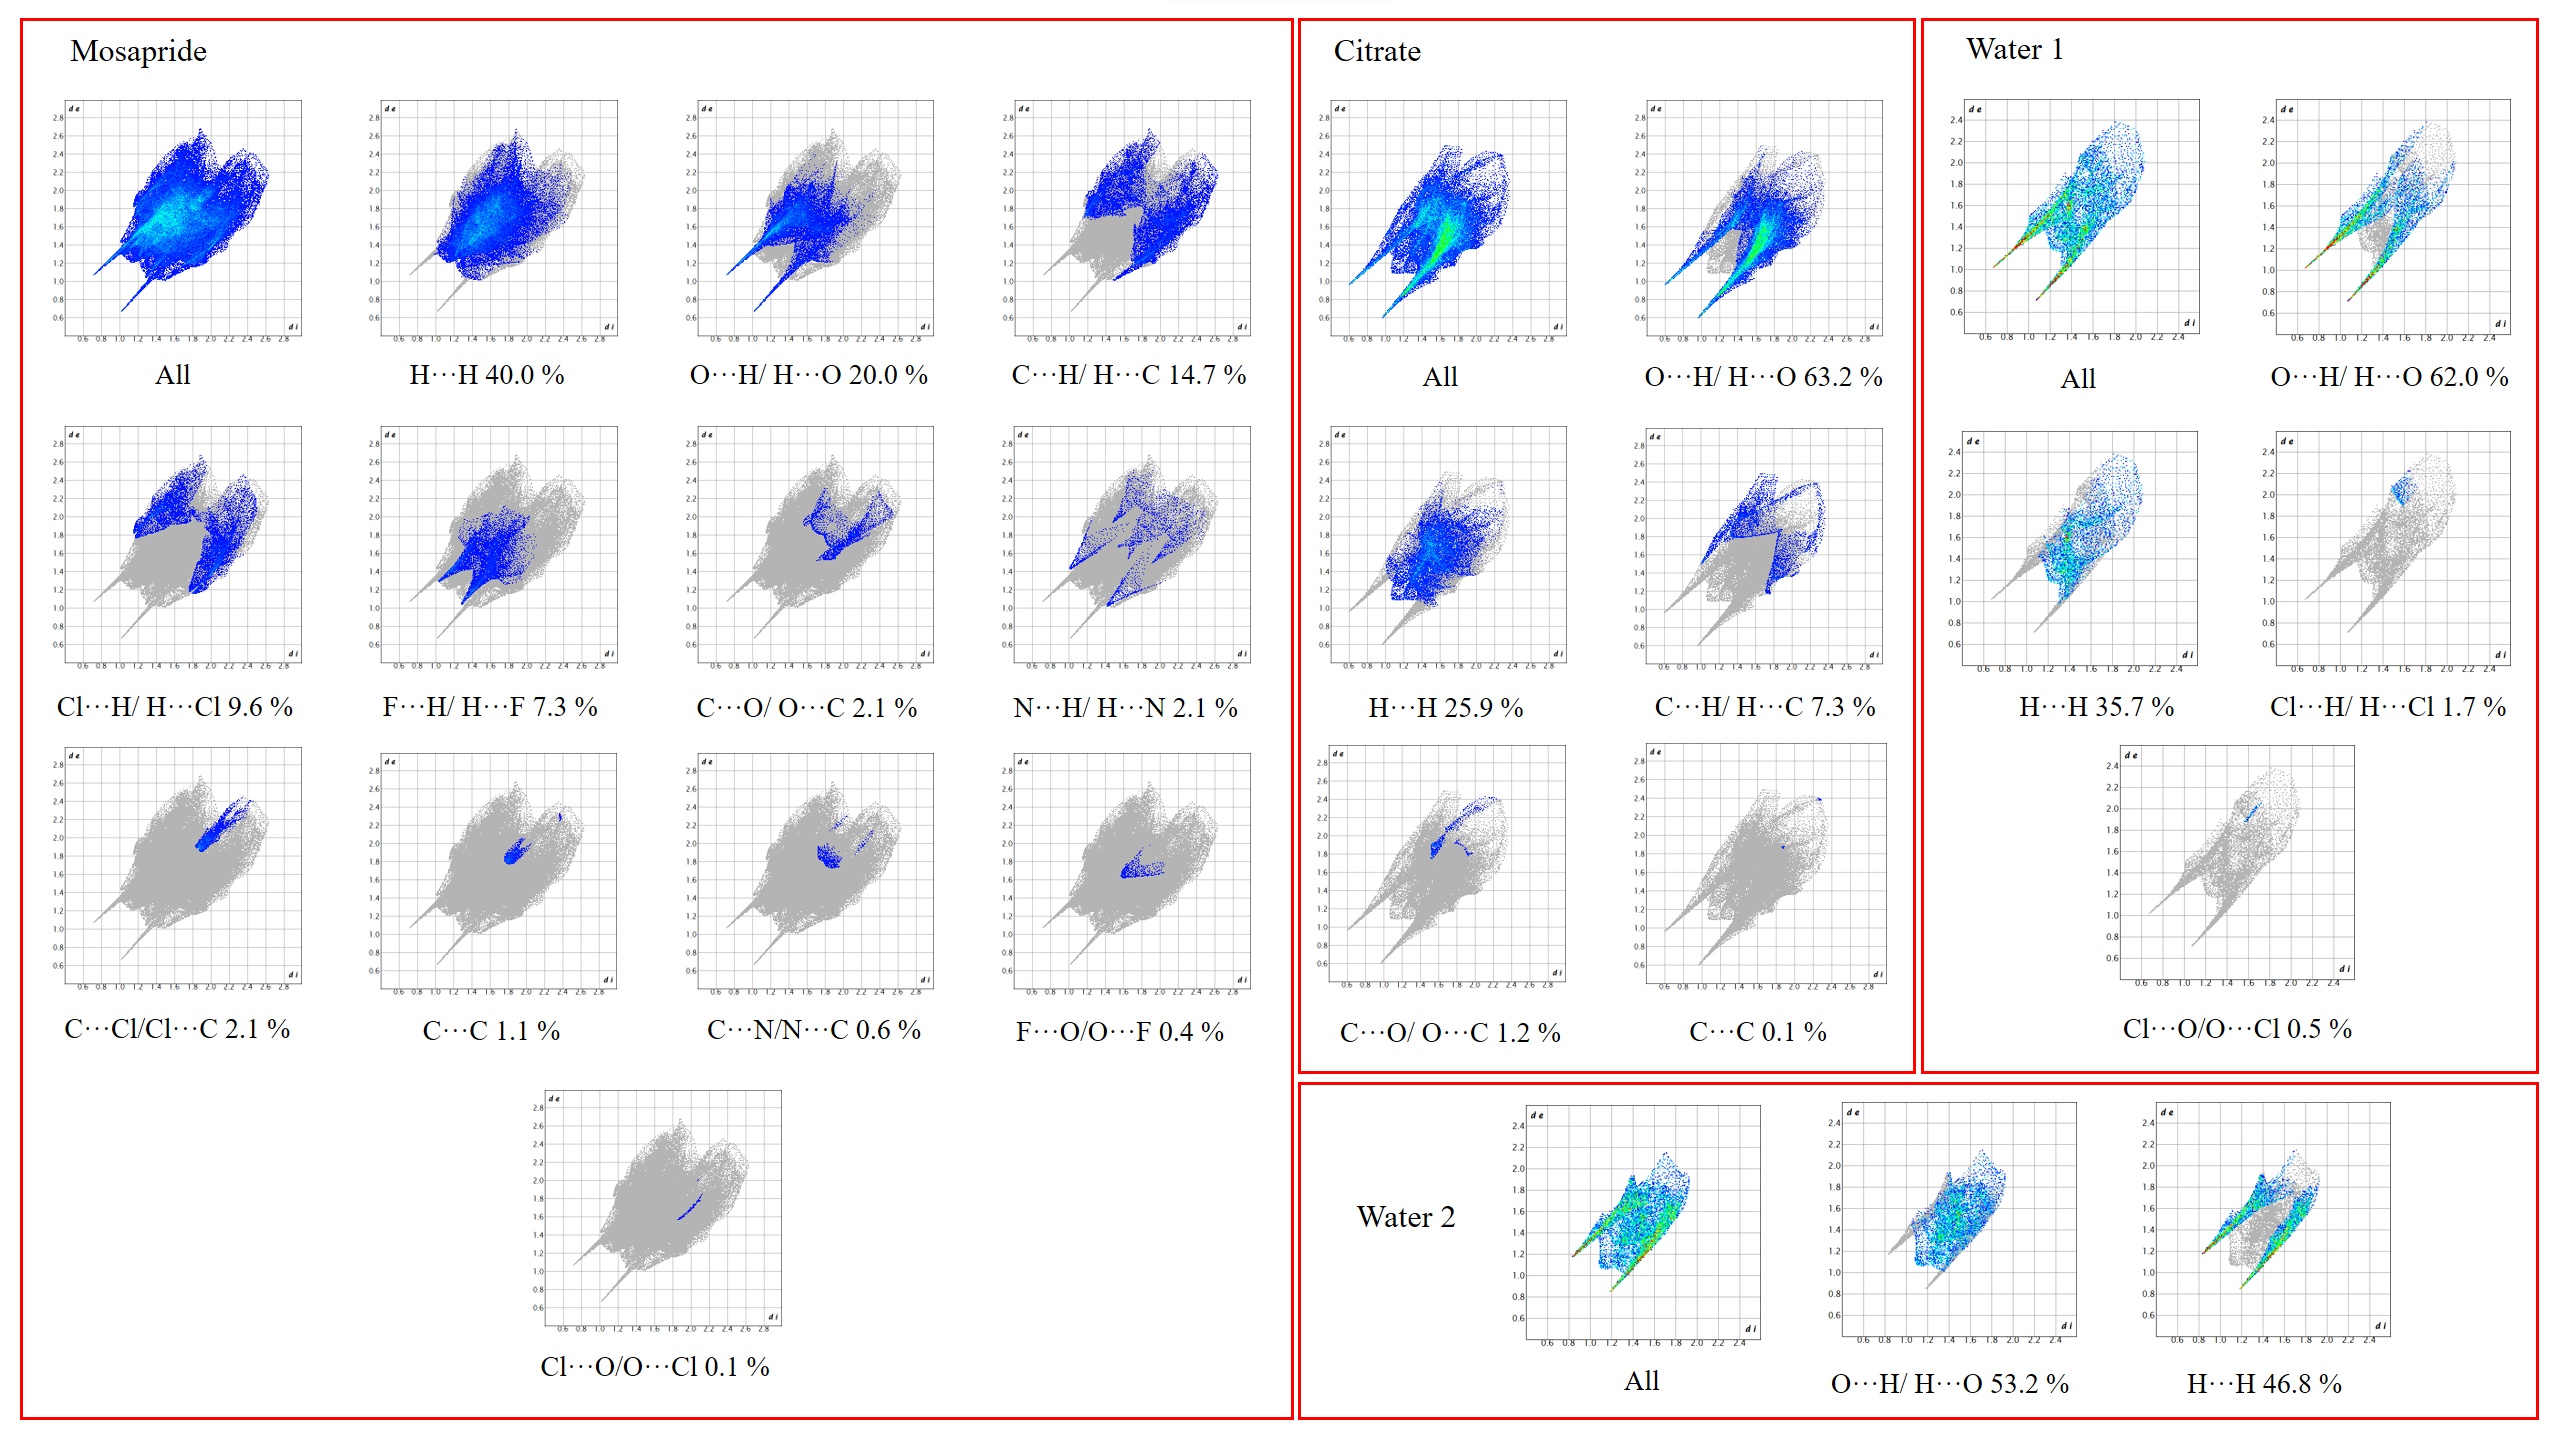 Mosapride
All
H···H 40.0 %
O···H/ H···O 20.0 %
C···H/ H···C 14.7 %
Cl···H/ H···Cl 9.6 %
F···H/ H···F 7.3 %
C···O/ O···C 2.1 %
N···H/ H···N 2.1 %
C···Cl/Cl···C 2.1 %
C···C 1.1 %
C···N/N···C 0.6 %
F···O/O···F 0.4 %
Cl···O/O···Cl 0.1 %
Citrate
All
O···H/ H···O 63.2 %
H···H 25.9 %
C···H/ H···C 7.3 %
C···O/ O···C 1.2 %
C···C 0.1 %
Water 1
All
O···H/ H···O 62.0 %
H···H 35.7 %
Cl···H/ H···Cl 1.7 %
Cl···O/O···Cl 0.5 %
Water 2
All
O···H/ H···O 53.2 %
H···H 46.8 %